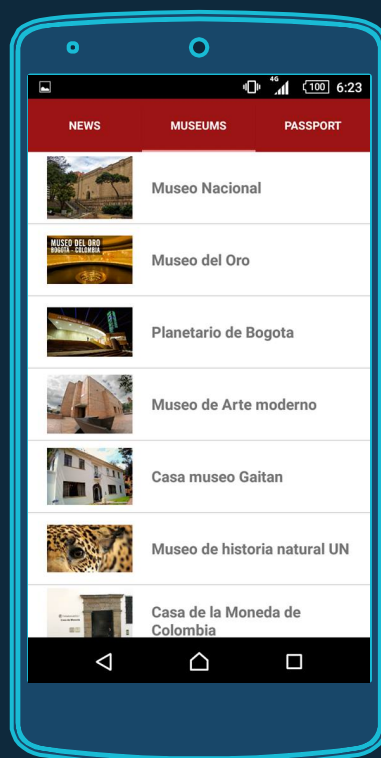 4G
100
6:23
NEWS
MUSEUMS
PASSPORT
Museo Nacional
MUSEO DEL ORO
BOGOTÁ - COLOMBIA
Museo del Oro
Planetario de Bogota
Museo de Arte moderno
Casa museo Gaitan
Museo de historia natural UN
Casa de la Moneda de
Colombia